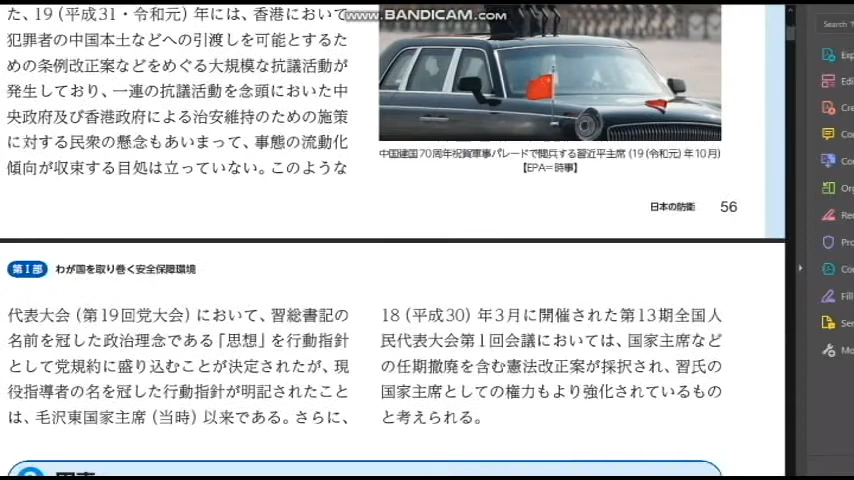 www.BANDICAM.com
た、19（平成31・令和元）年には、香港において
犯罪者の中国本土などへの引渡しを可能とするた
めの条例改正案などをめぐる大規模な抗議活動が
発生しており、一連の抗議活動を念頭においた中
央政府及び香港政府による治安維持のための施策
に対する民衆の懸念もあいまって、事態の流動化
傾向が収束する目処は立っていない。このような
中国建国70周年祝賀軍事パレードで閲兵する習近平主席（19（令和元）年10月）
【EPA＝時事】
日本の防衛 56
第Ⅰ部 わが国を取り巻く安全保障環境
代表大会（第19回党大会）において、習総書記の
名前を冠した政治理念である「思想」を行動指針
として党規約に盛り込むことが決定されたが、現
役指導者の名を冠した行動指針が明記されたこと
は、毛沢東国家主席（当時）以来である。さらに、
18（平成30）年3月に開催された第13期全国人
民代表大会第1回会議においては、国家主席など
の任期撤廃を含む憲法改正案が採択され、習氏の
国家主席としての権力もより強化されているもの
と考えられる。
Search
Exp
Edi
Cre
Co
Co
Org
Re
Pro
Co
Fill
Ser
Mo